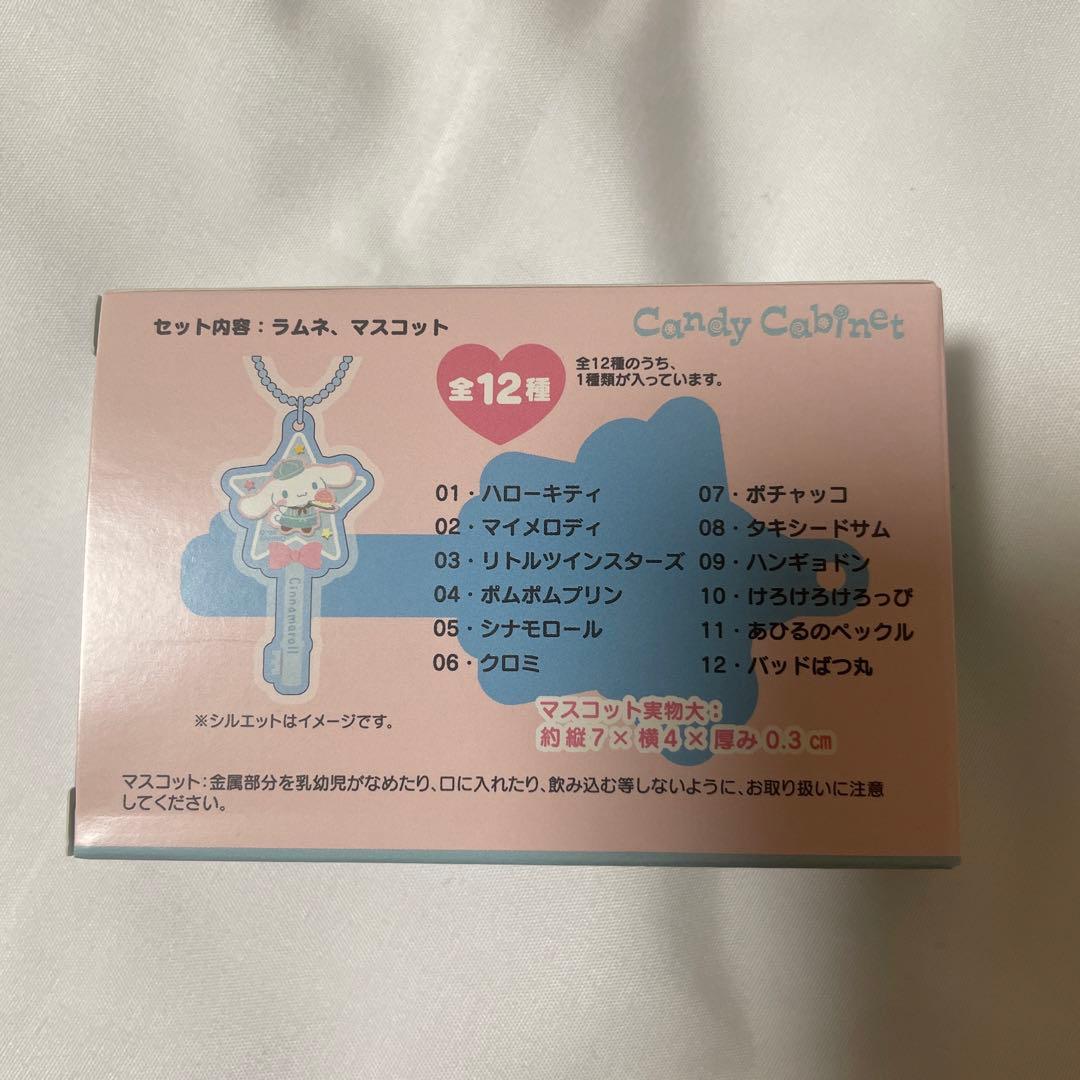 セット内容：ラムネ、マスコット
Candy Cabinet
全12種
全12種のうち、
1種類が入っています。
01・ハローキティ
02・マイメロディ
03・リトルツインスターズ
04・ポムポムプリン
05・シナモロール
06・クロミ
07・ポチャッコ
08・タキシードサム
09・ハンギョドン
10・けろけろけろっぴ
11・あひるのペックル
12・バッドばつ丸
Cinnamoroll
※シルエットはイメージです。
マスコット実物大：
約 縦7×横4×厚み0.3㎝
マスコット：金属部分を乳幼児がなめたり、口に入れたり、飲み込む等しないように、お取り扱いに注意
してください。